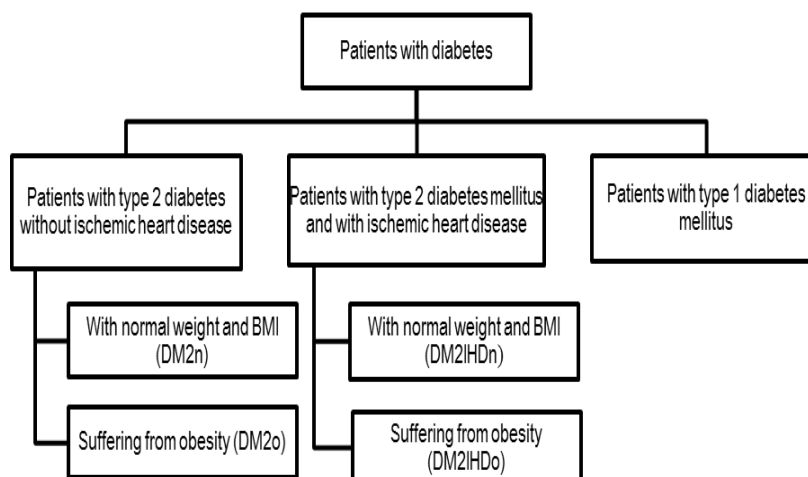 Patients with diabetes
Patients with type 2 diabetes
without ischemic heart disease
Patients with type 2 diabetes mellitus
and with ischemic heart disease
Patients with type 1 diabetes
mellitus
With normal weight and BMI
(DM2n)
With normal weight and BMI
(DM2IHDn)
Suffering from obesity (DM2o)
Suffering from obesity
(DM2IHDo)